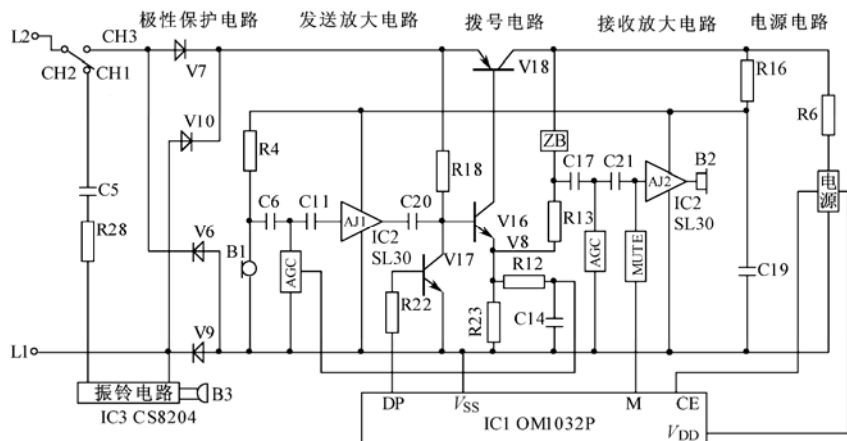 极性保护电路 发送放大电路 拨号电路 接收放大电路 电源电路
L2
CH3
CH2 CH1
V7
V18
R16
R6
V10
R4
R18
ZB
C17 C21
B2
C5
C6 C11
AJ1
C20
AJ2
IC2
SL30
电源
R28
IC2
SL30
V16
V8
R13
V6
B1
AGC
V17
R12
AGC
MUTE
C19
R22
R23
C14
L1
V9
振铃电路
B3
IC3 CS8204
DP VSS M CE
IC1 OM1032P
VDD